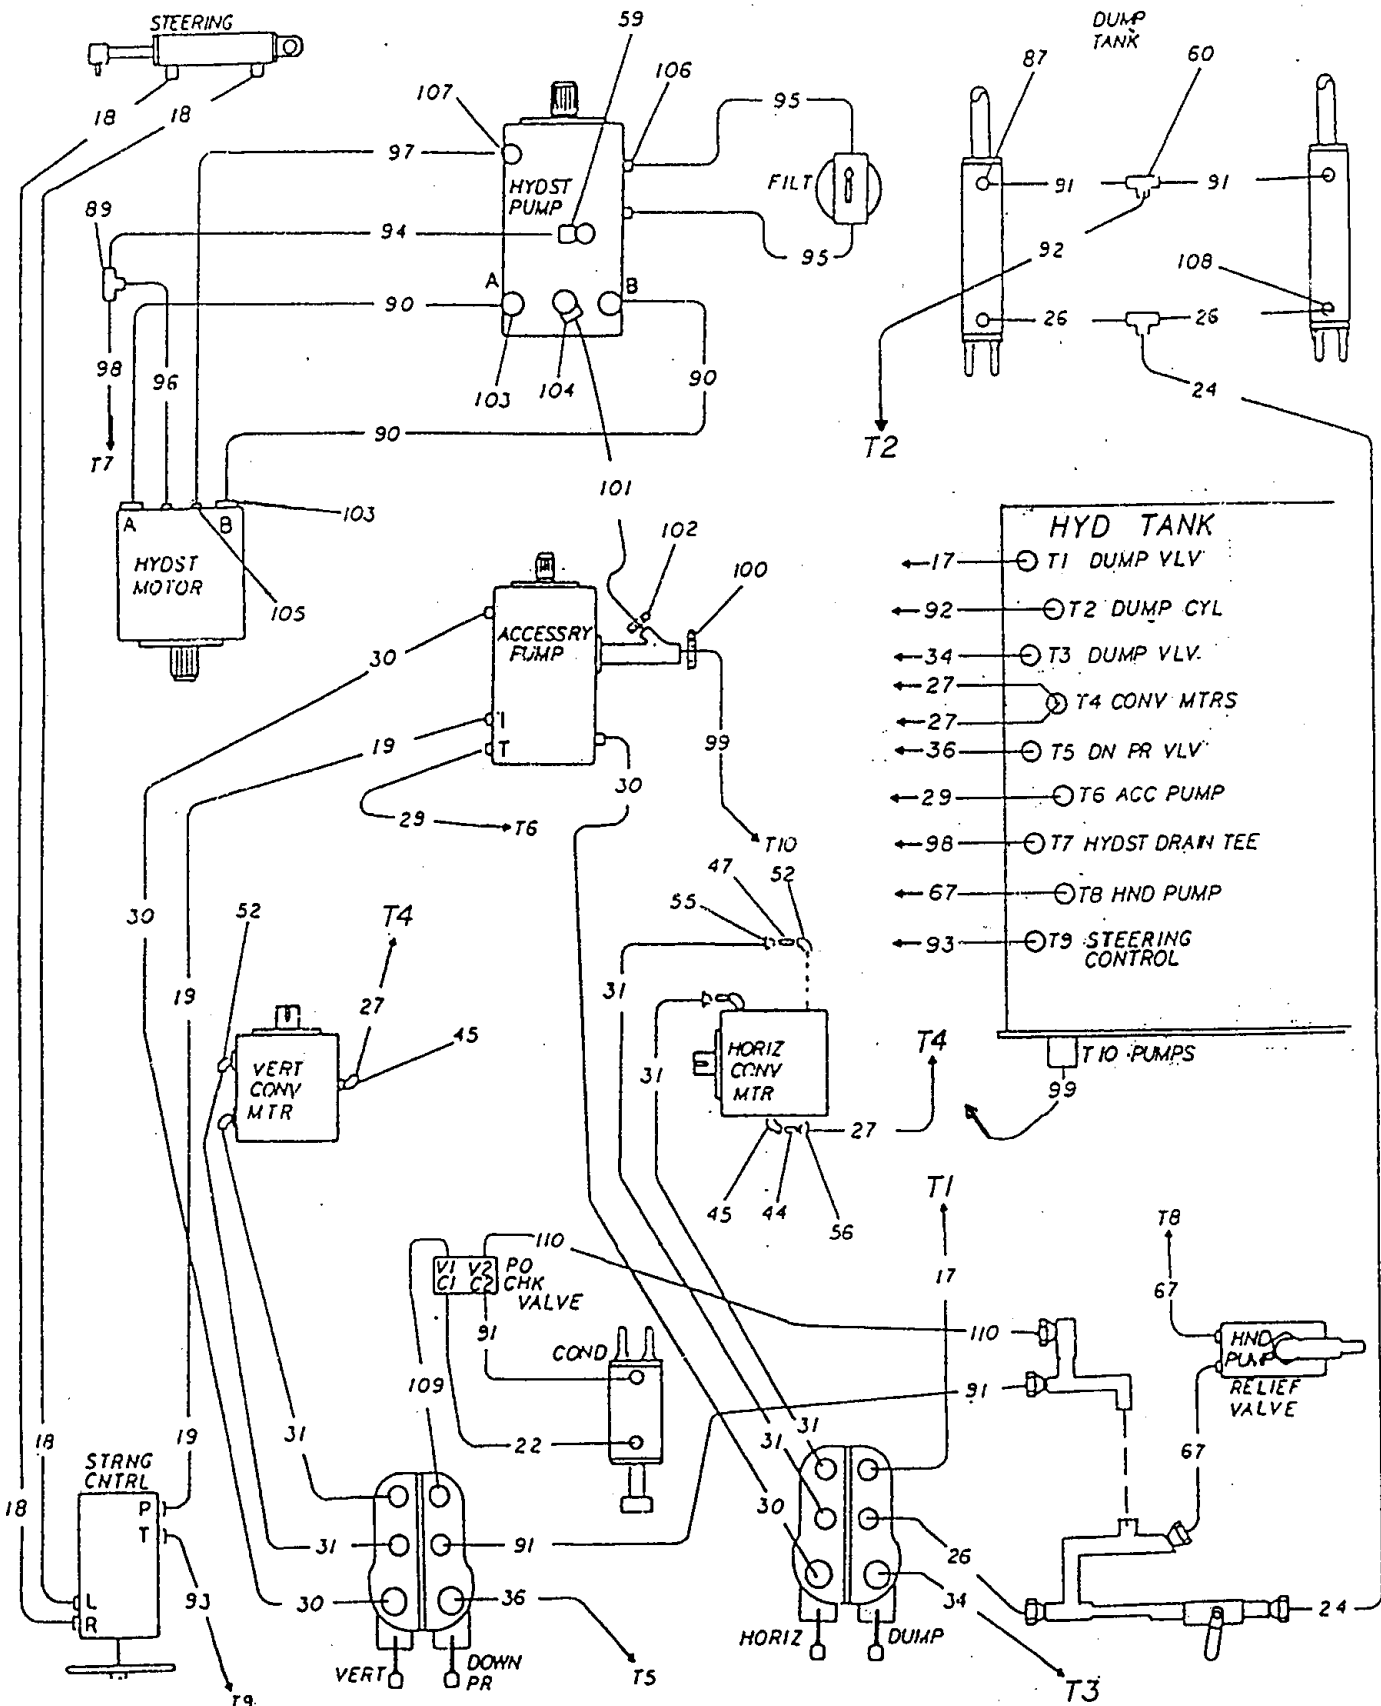 STEERING
59
DUMP
TANK
87
60
106
107
18
18
95
97
FILT
HYDST
PUMP
91
91
89
94
95
92
108
A
B
90
26
26
98
96
90
103
104
24
T7
90
T2
101
A
B
103
HYDST
MOTOR
102
105
100
HYD TANK
17
T1 DUMP VLV
92
T2 DUMP CYL
ACCESSRY
PUMP
34
T3 DUMP VLV.
30
27
T4 CONV MTRS
27
I
T
19
99
36
T5 DN PR VLV
30
29
T6 ACC PUMP
29
T6
T10
98
T7 HYDST DRAIN TEE
47
52
55
67
T8 HND PUMP
30
52
T4
93
T9 STEERING
CONTROL
19
27
31
45
VERT
CONV
MTR
HORIZ
CONV
MTR
31
T4
T10 PUMPS
99
27
45
44
56
T1
T8
110
V1 V2
C1 C2
PO
CHK
VALVE
17
67
91
COND
110
HND
PUMP
RELIEF
VALVE
109
91
31
22
31
31
67
18
19
STRNG
CNTRL
18
P
T
30
31
91
26
93
L
R
30
36
34
24
HORIZ
DUMP
VERT
DOWN
PR
T5
T3
T9